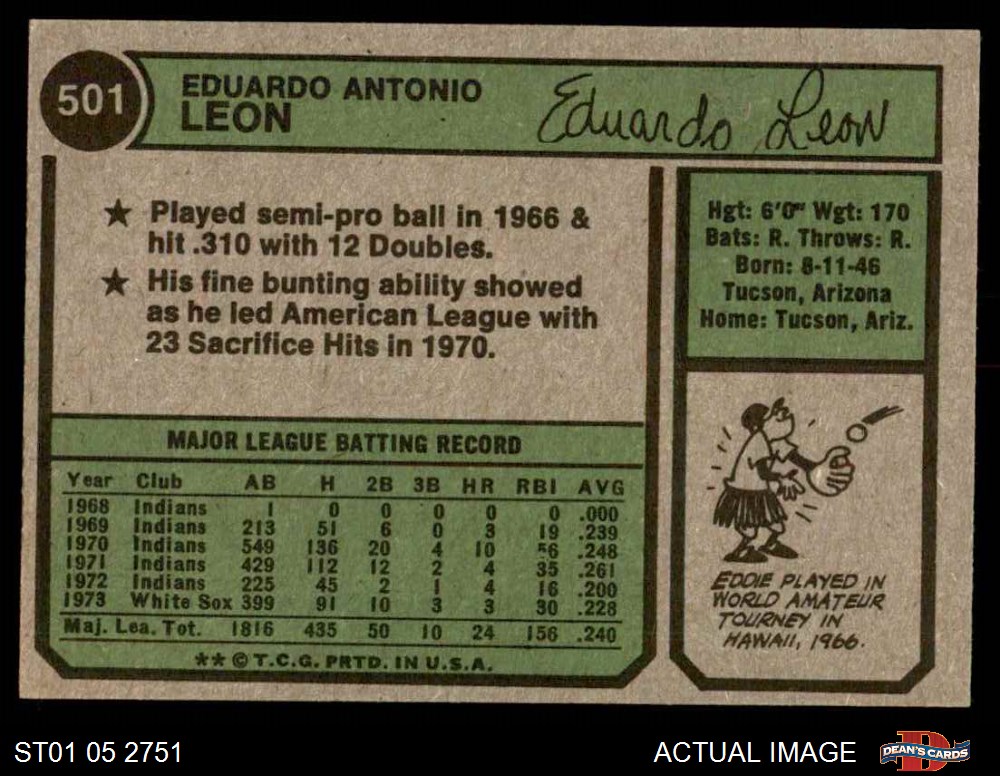 501
EDUARDO ANTONIO
LEON
Eduardo Leon
★ Played semi-pro ball in 1966 &
hit .310 with 12 Doubles.
★ His fine bunting ability showed
as he led American League with
23 Sacrifice Hits in 1970.
Hgt: 6'0" Wgt: 170
Bats: R. Throws: R.
Born: 8-11-46
Tucson, Arizona
Home: Tucson, Ariz.
MAJOR LEAGUE BATTING RECORD
Year Club AB H 2B 3B HR RBI AVG
1968 Indians 1 0 0 0 0 0 .000
1969 Indians 213 51 6 0 3 19 .239
1970 Indians 549 136 20 4 10 56 .248
1971 Indians 429 112 12 2 4 35 .261
1972 Indians 225 45 2 1 4 16 .200
1973 White Sox 399 91 10 3 3 30 .228
Maj. Lea. Tot. 1816 435 50 10 24 156 .240
** © T.C.G. PRTD. IN U.S.A.
EDDIE PLAYED IN
WORLD AMATEUR
TOURNEY IN
HAWAII, 1966.
ST01 05 2751
ACTUAL IMAGE
D
DEAN'S CARDS